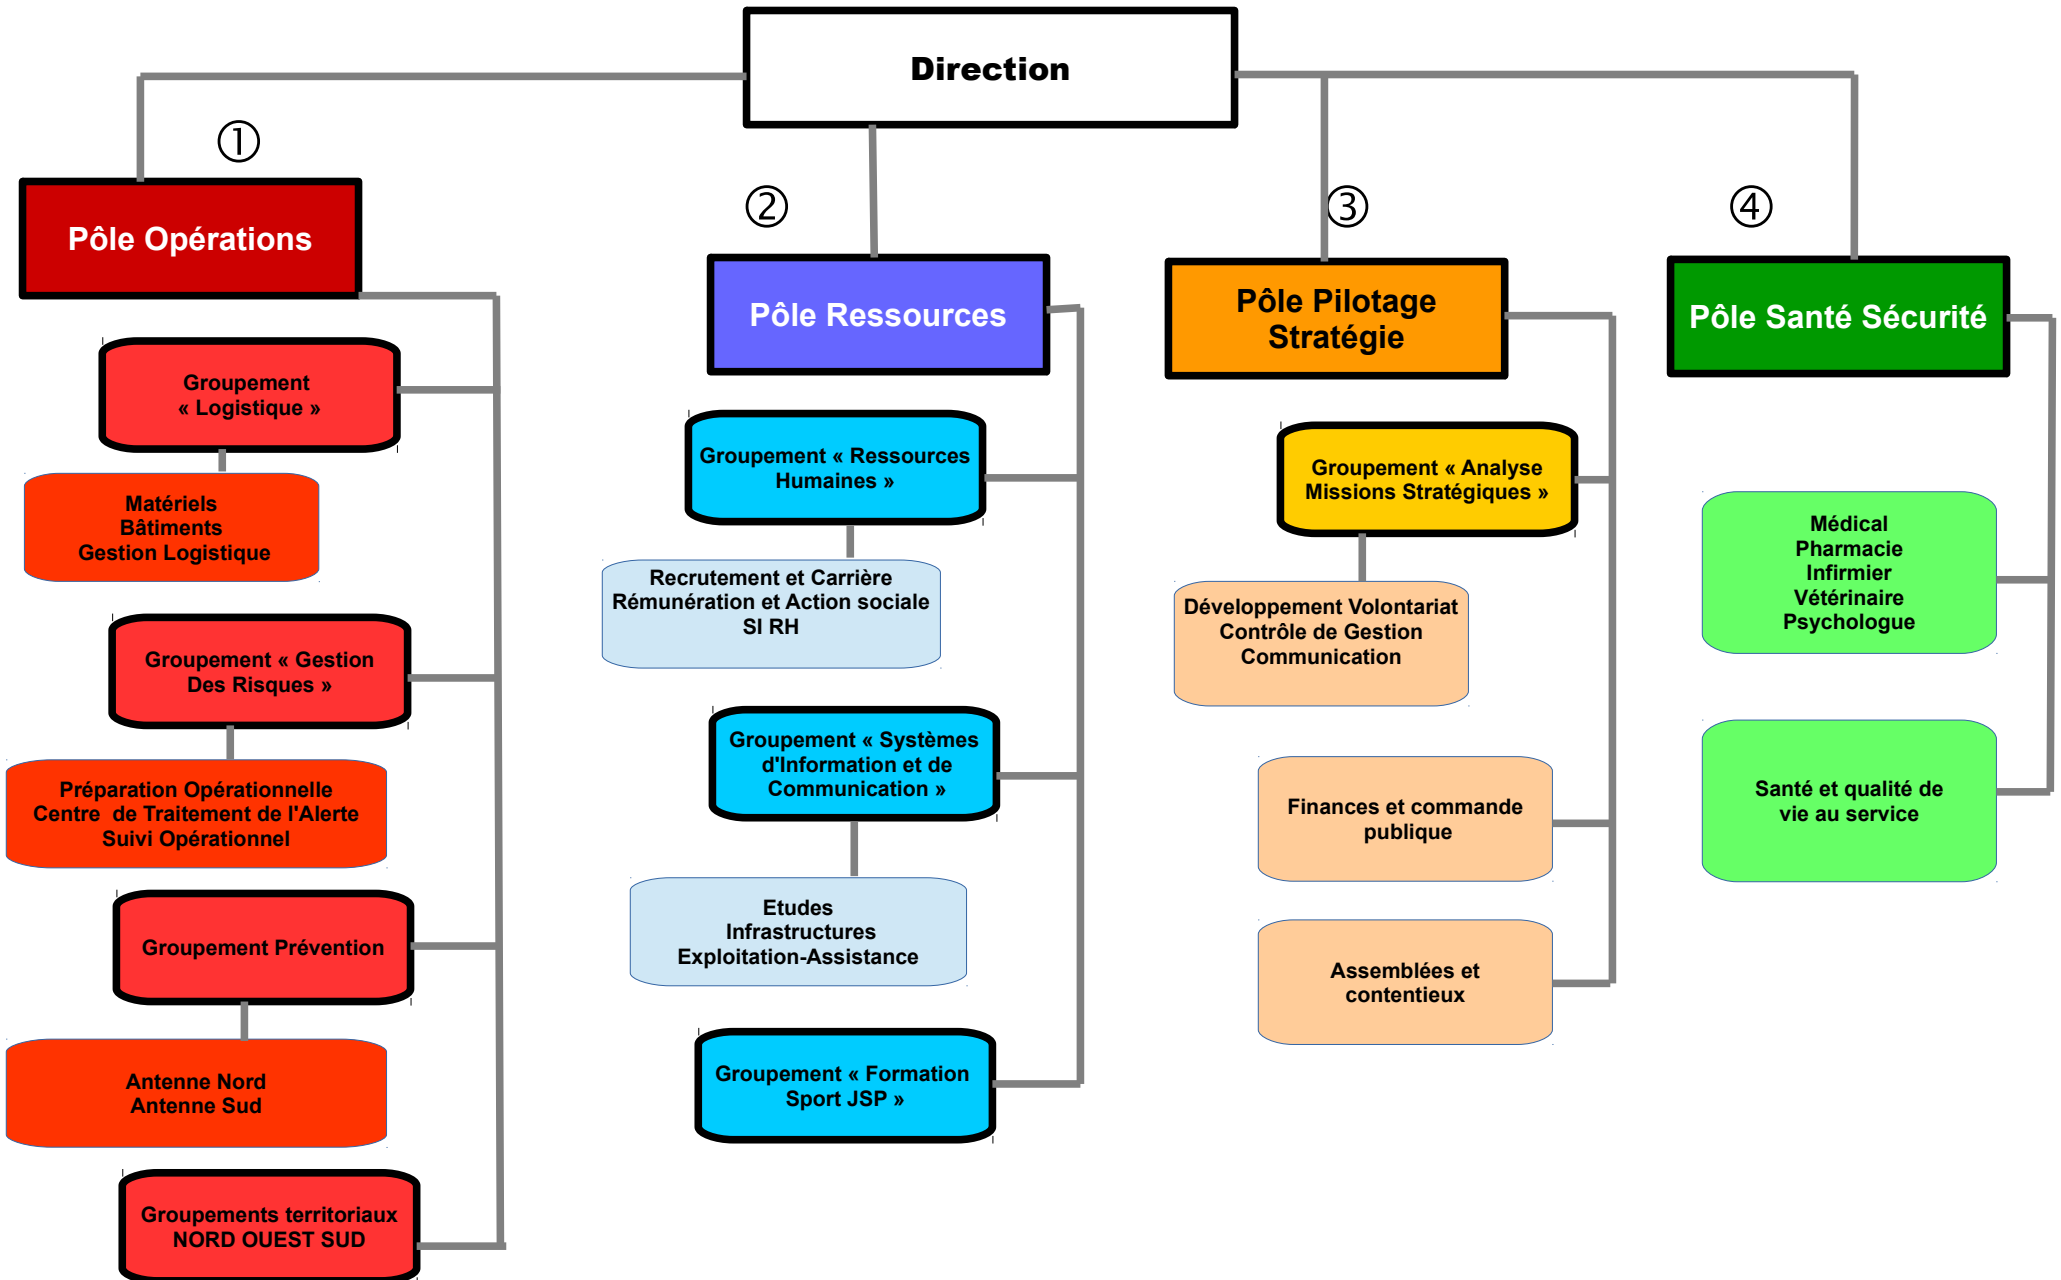 Direction
①
Pôle Opérations
Groupement
« Logistique »
Matériels
Bâtiments
Gestion Logistique
Groupement « Gestion
Des Risques »
Préparation Opérationnelle
Centre  de Traitement de l'Alerte
Suivi Opérationnel
Groupement Prévention
Antenne Nord
Antenne Sud
Groupements territoriaux
NORD OUEST SUD
②
Pôle Ressources
Groupement « Ressources
Humaines »
Recrutement et Carrière
Rémunération et Action sociale
SI RH
Groupement « Systèmes
d'Information et de
Communication »
Etudes
Infrastructures
Exploitation-Assistance
Groupement « Formation
Sport JSP »
③
Pôle Pilotage
Stratégie
Groupement « Analyse
Missions Stratégiques »
Développement Volontariat
Contrôle de Gestion
Communication
Finances et commande
publique
Assemblées et
contentieux
④
Pôle Santé Sécurité
Médical
Pharmacie
Infirmier
Vétérinaire
Psychologue
Santé et qualité de
vie au service